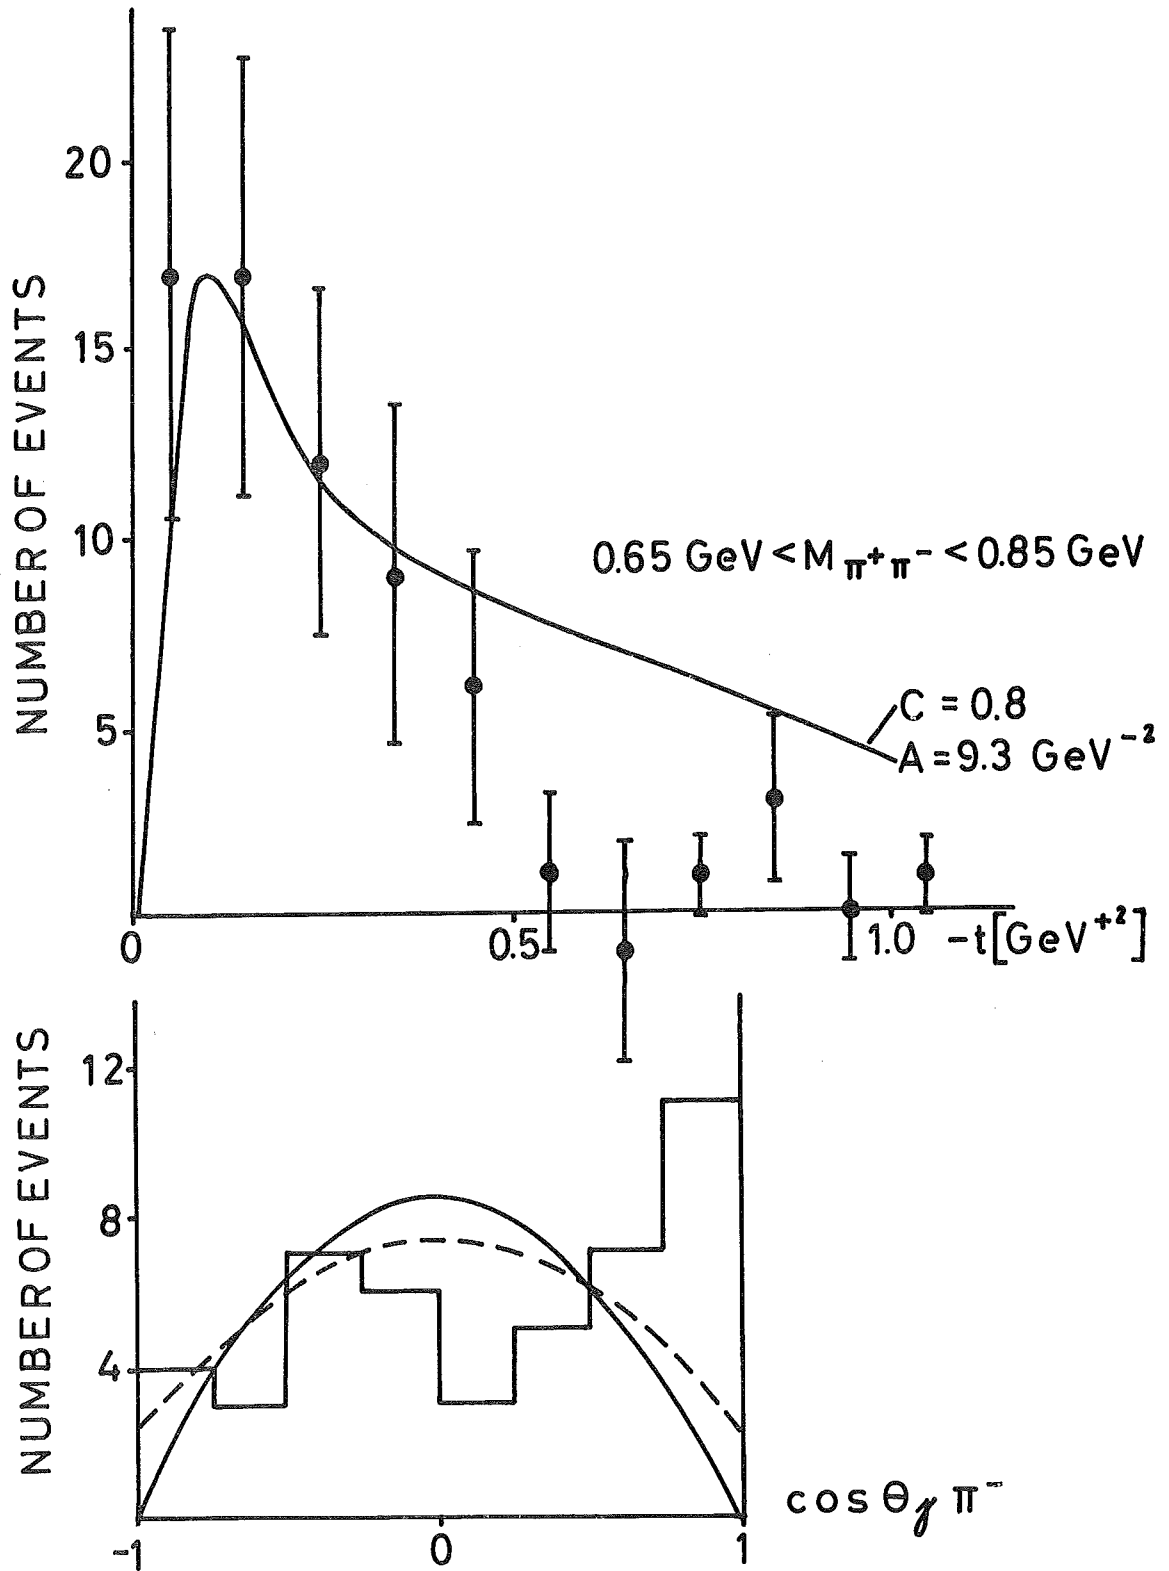 NUMBER OF EVENTS
20
15
10
5
0.65 GeV < M π+π- < 0.85 GeV
C = 0.8
A = 9.3 GeV⁻²
0
0.5
1.0
-t [GeV⁺²]
NUMBER OF EVENTS
12
8
4
-1
0
1
cos θγ π⁻